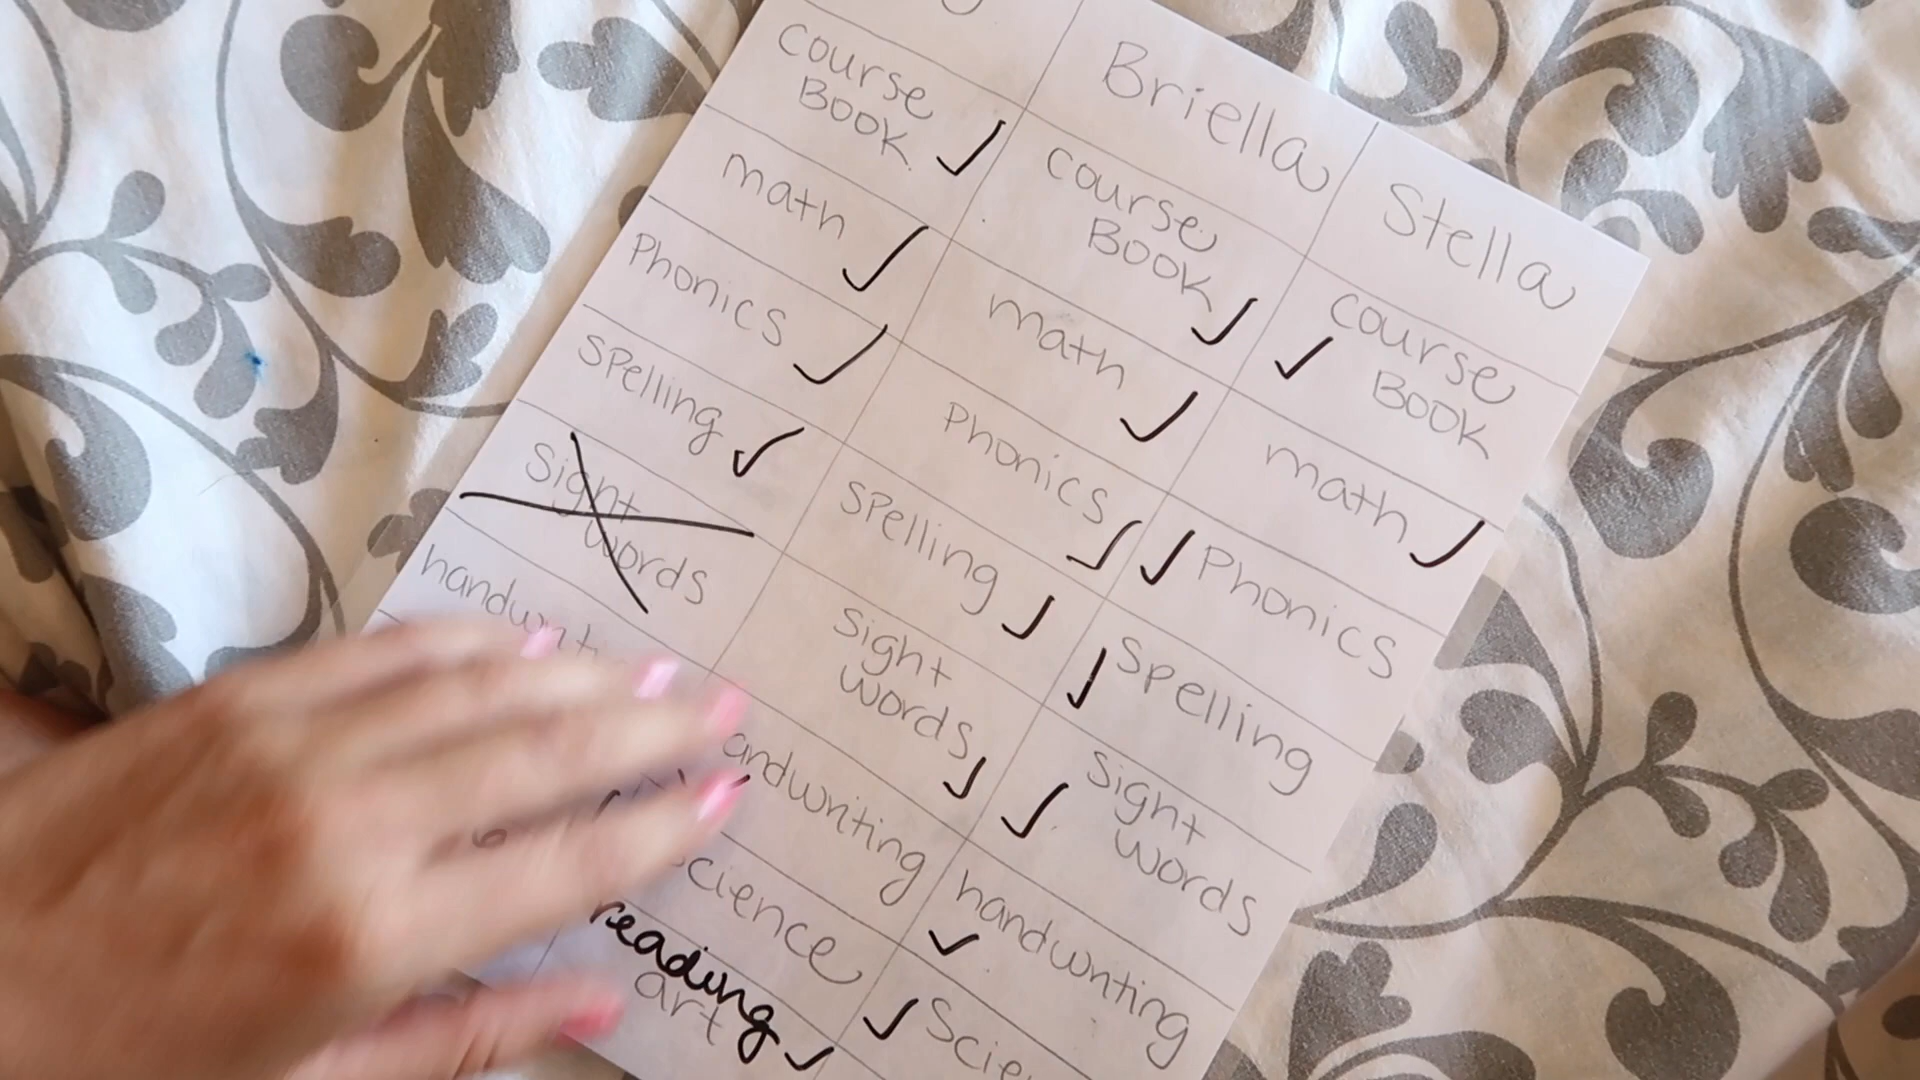 Briella
Stella
course
Book
math
Phonics
spelling
Sight
words
course
Book
math
Phonics
spelling
Sight
words
handwriting
science
reading
art
course
Book
math
Phonics
Spelling
Sight
words
handwriting